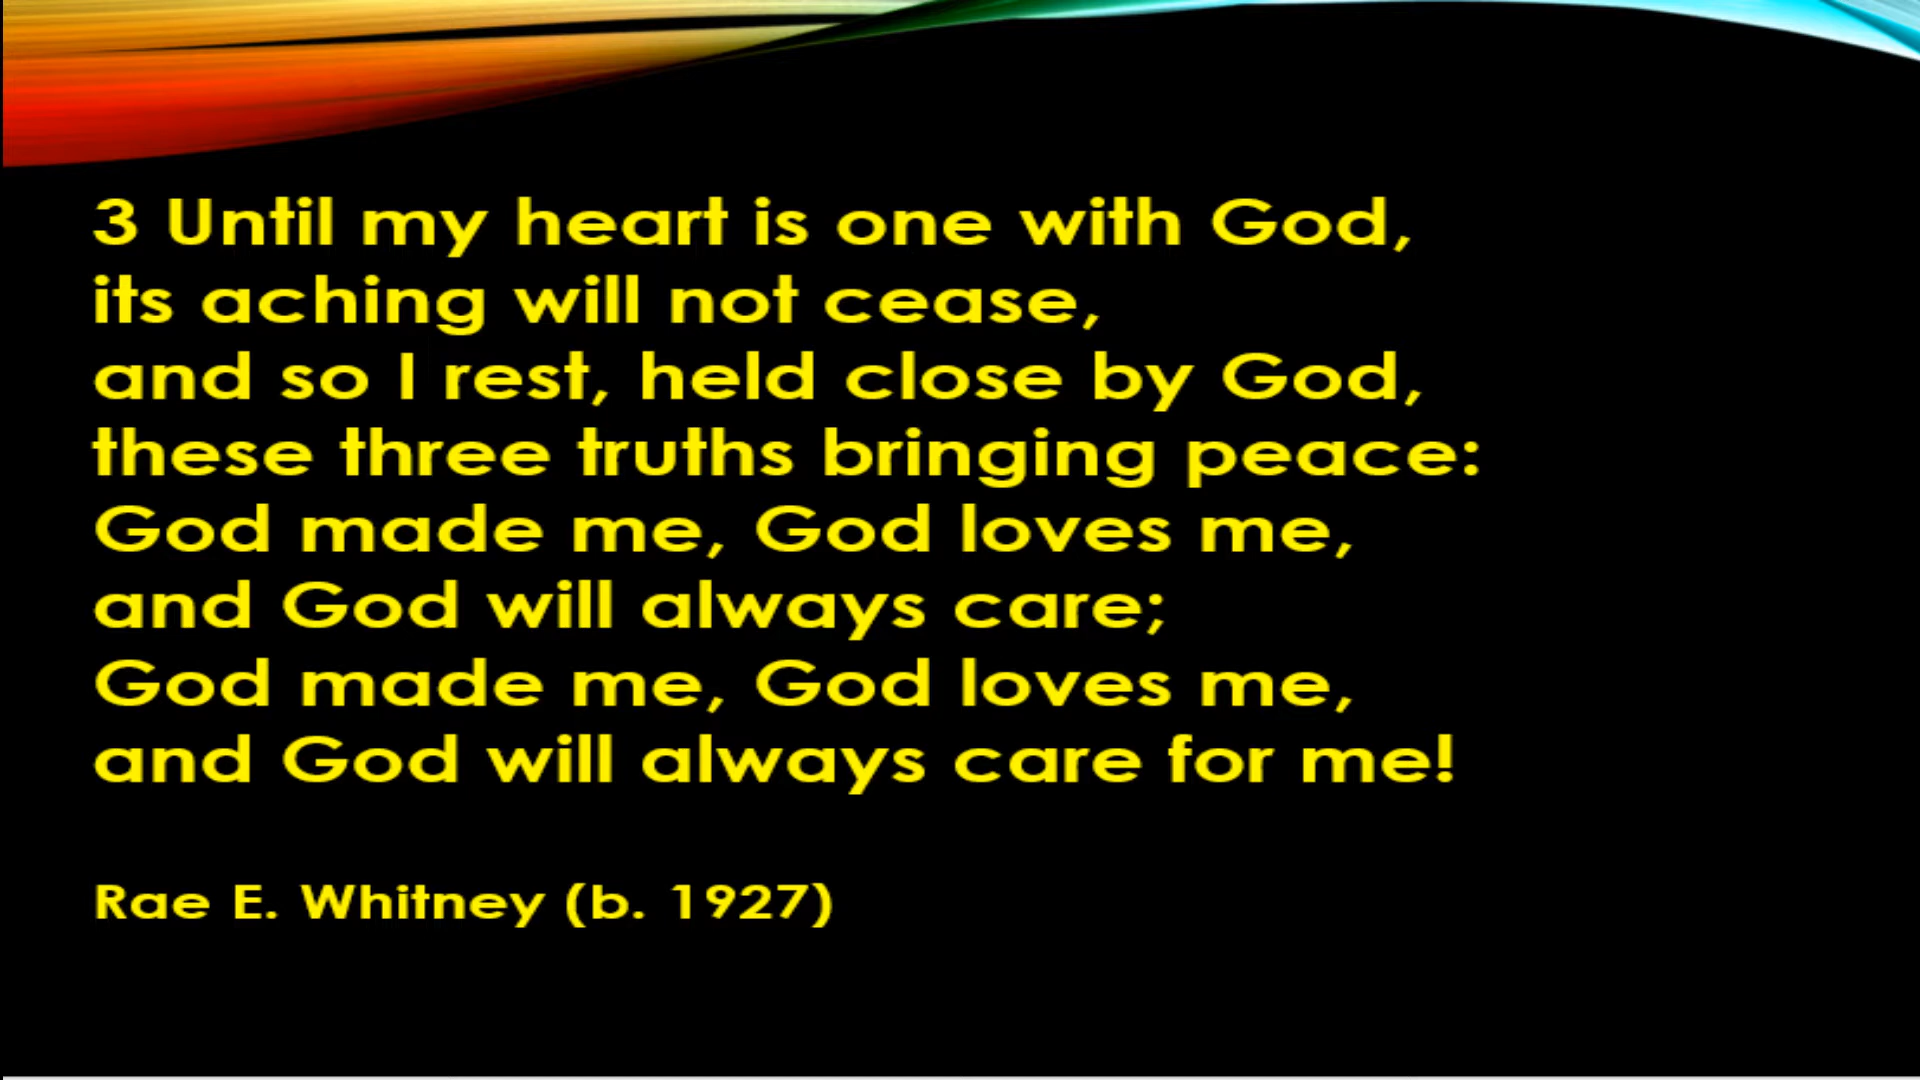 3 Until my heart is one with God,
its aching will not cease,
and so I rest, held close by God,
these three truths bringing peace:
God made me, God loves me,
and God will always care;
God made me, God loves me,
and God will always care for me!
Rae E. Whitney (b. 1927)